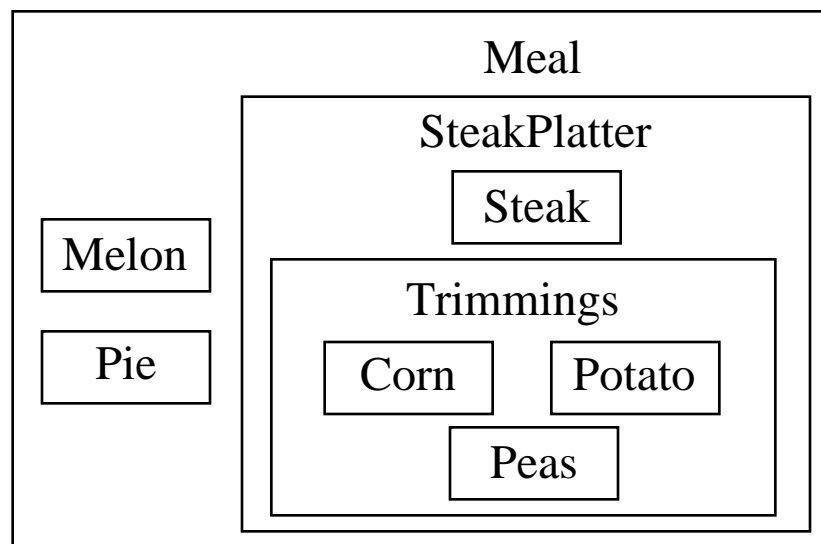 Meal
SteakPlatter
Steak
Melon
Trimmings
Pie
Corn
Potato
Peas